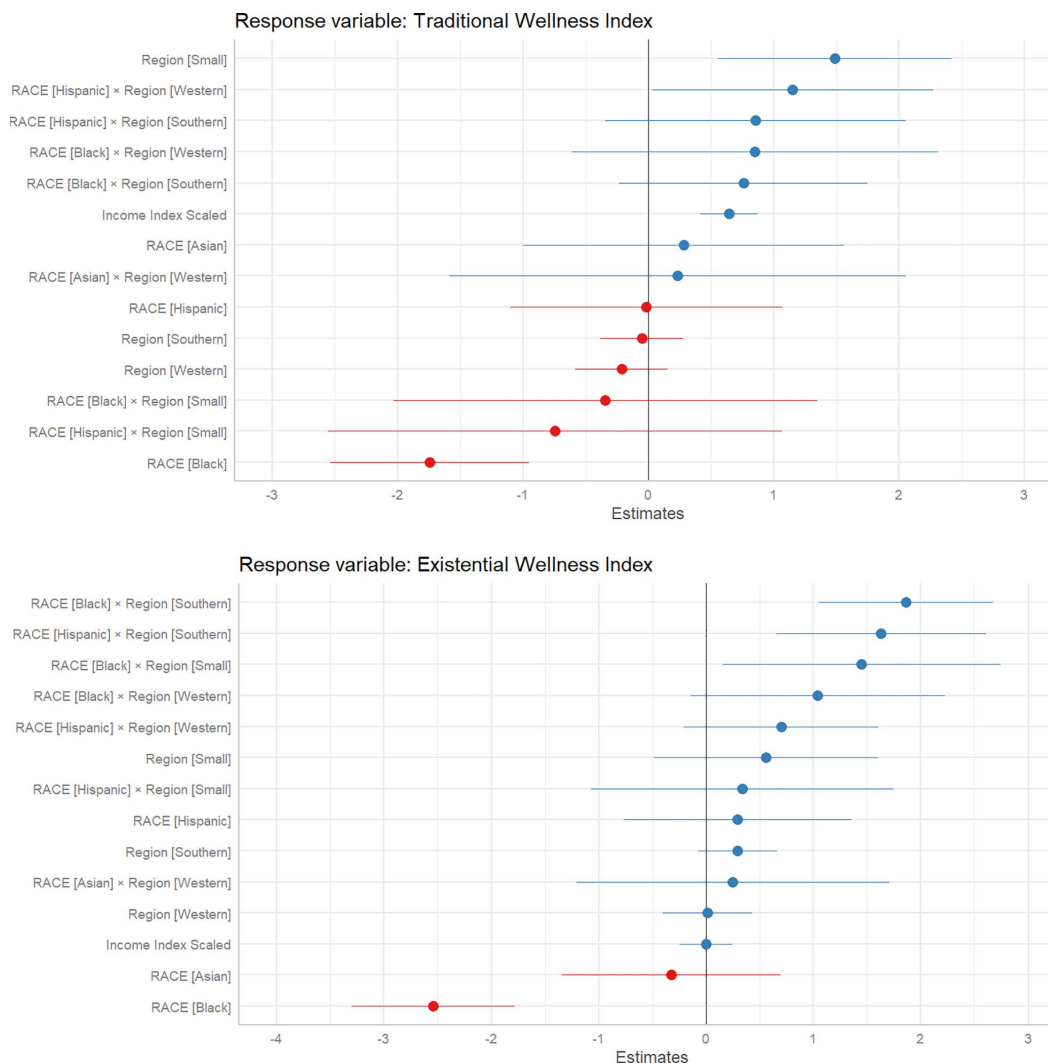 Response variable: Traditional Wellness Index
Region [Small]
RACE [Hispanic] × Region [Western]
RACE [Hispanic] × Region [Southern]
RACE [Black] × Region [Western]
RACE [Black] × Region [Southern]
Income Index Scaled
RACE [Asian]
RACE [Asian] × Region [Western]
RACE [Hispanic]
Region [Southern]
Region [Western]
RACE [Black] × Region [Small]
RACE [Hispanic] × Region [Small]
RACE [Black]
-3 -2 -1 0 1 2 3
Estimates
Response variable: Existential Wellness Index
RACE [Black] × Region [Southern]
RACE [Hispanic] × Region [Southern]
RACE [Black] × Region [Small]
RACE [Black] × Region [Western]
RACE [Hispanic] × Region [Western]
Region [Small]
RACE [Hispanic] × Region [Small]
RACE [Hispanic]
Region [Southern]
RACE [Asian] × Region [Western]
Region [Western]
Income Index Scaled
RACE [Asian]
RACE [Black]
-4 -3 -2 -1 0 1 2 3
Estimates